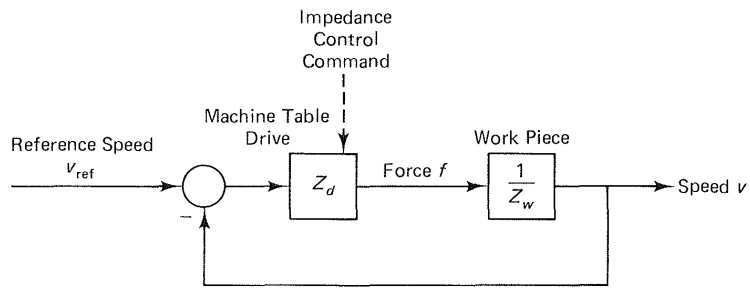 Impedance
Control
Command
Machine Table
Drive
Work Piece
Reference Speed
v_ref
Z_d
Force f
1
Z_w
Speed v
−